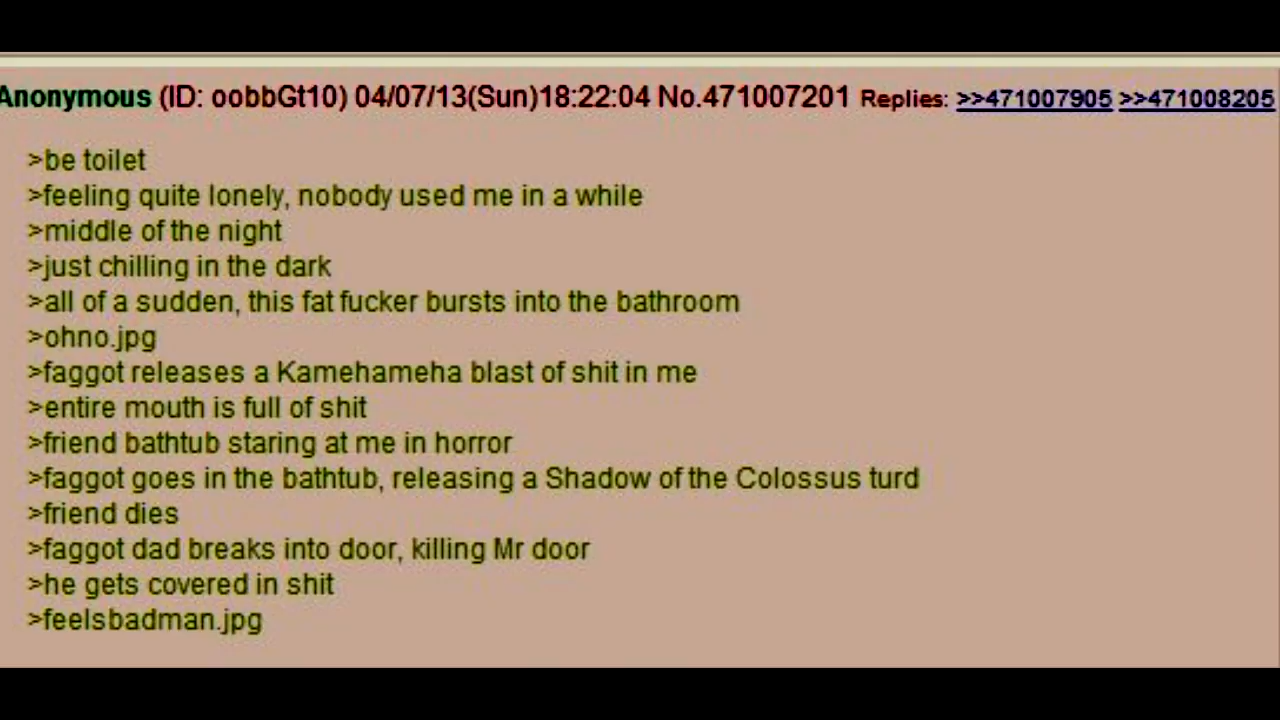 Anonymous (ID: oobbGt10) 04/07/13(Sun)18:22:04 No.471007201 Replies: >>471007905 >>471008205
>be toilet
>feeling quite lonely, nobody used me in a while
>middle of the night
>just chilling in the dark
>all of a sudden, this fat fucker bursts into the bathroom
>ohno.jpg
>faggot releases a Kamehameha blast of shit in me
>entire mouth is full of shit
>friend bathtub staring at me in horror
>faggot goes in the bathtub, releasing a Shadow of the Colossus turd
>friend dies
>faggot dad breaks into door, killing Mr door
>he gets covered in shit
>feelsbadman.jpg